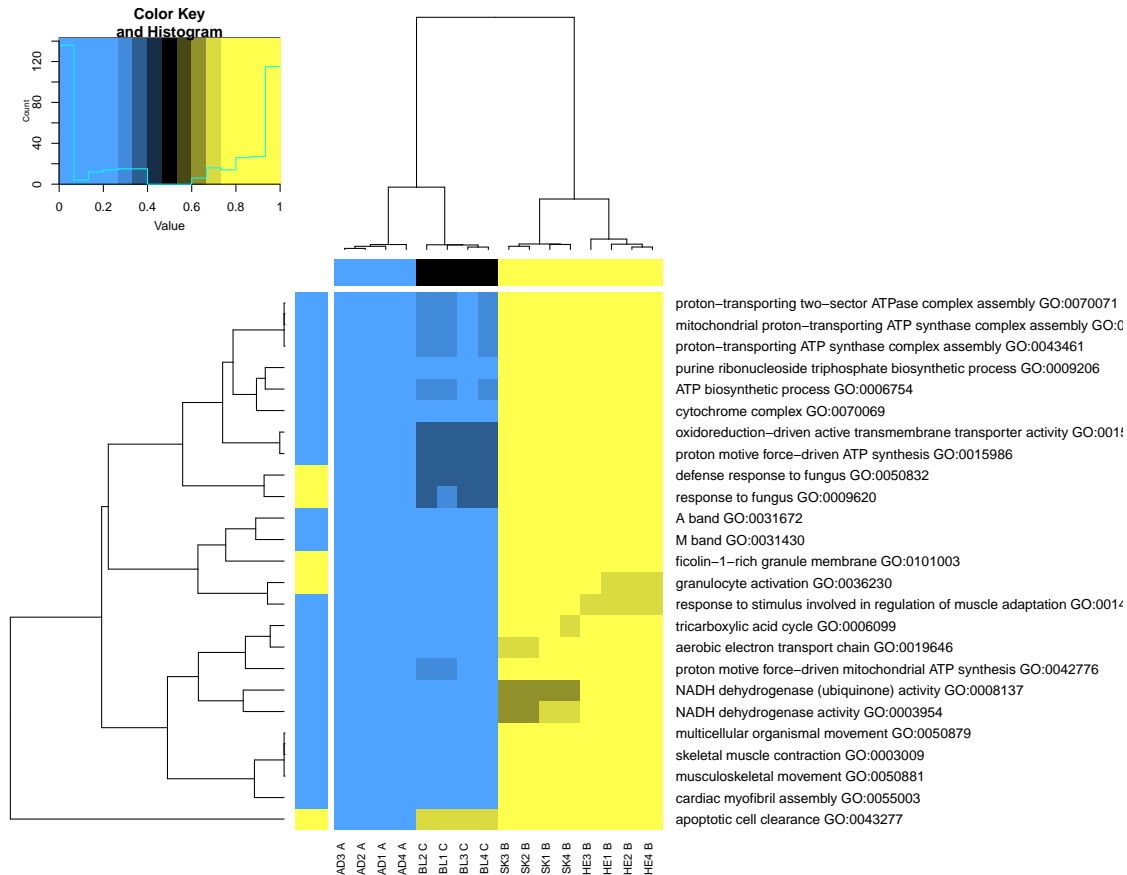 Color Key
and Histogram
Count
0 40 80 120
0 0.2 0.4 0.6 0.8 1
Value
proton−transporting two−sector ATPase complex assembly GO:0070071
mitochondrial proton−transporting ATP synthase complex assembly GO:0
proton−transporting ATP synthase complex assembly GO:0043461
purine ribonucleoside triphosphate biosynthetic process GO:0009206
ATP biosynthetic process GO:0006754
cytochrome complex GO:0070069
oxidoreduction−driven active transmembrane transporter activity GO:0015
proton motive force−driven ATP synthesis GO:0015986
defense response to fungus GO:0050832
response to fungus GO:0009620
A band GO:0031672
M band GO:0031430
ficolin−1−rich granule membrane GO:0101003
granulocyte activation GO:0036230
response to stimulus involved in regulation of muscle adaptation GO:0014
tricarboxylic acid cycle GO:0006099
aerobic electron transport chain GO:0019646
proton motive force−driven mitochondrial ATP synthesis GO:0042776
NADH dehydrogenase (ubiquinone) activity GO:0008137
NADH dehydrogenase activity GO:0003954
multicellular organismal movement GO:0050879
skeletal muscle contraction GO:0003009
musculoskeletal movement GO:0050881
cardiac myofibril assembly GO:0055003
apoptotic cell clearance GO:0043277
AD3 A
AD2 A
AD1 A
AD4 A
BL2 C
BL1 C
BL3 C
BL4 C
SK3 B
SK2 B
SK1 B
SK4 B
HE3 B
HE1 B
HE2 B
HE4 B